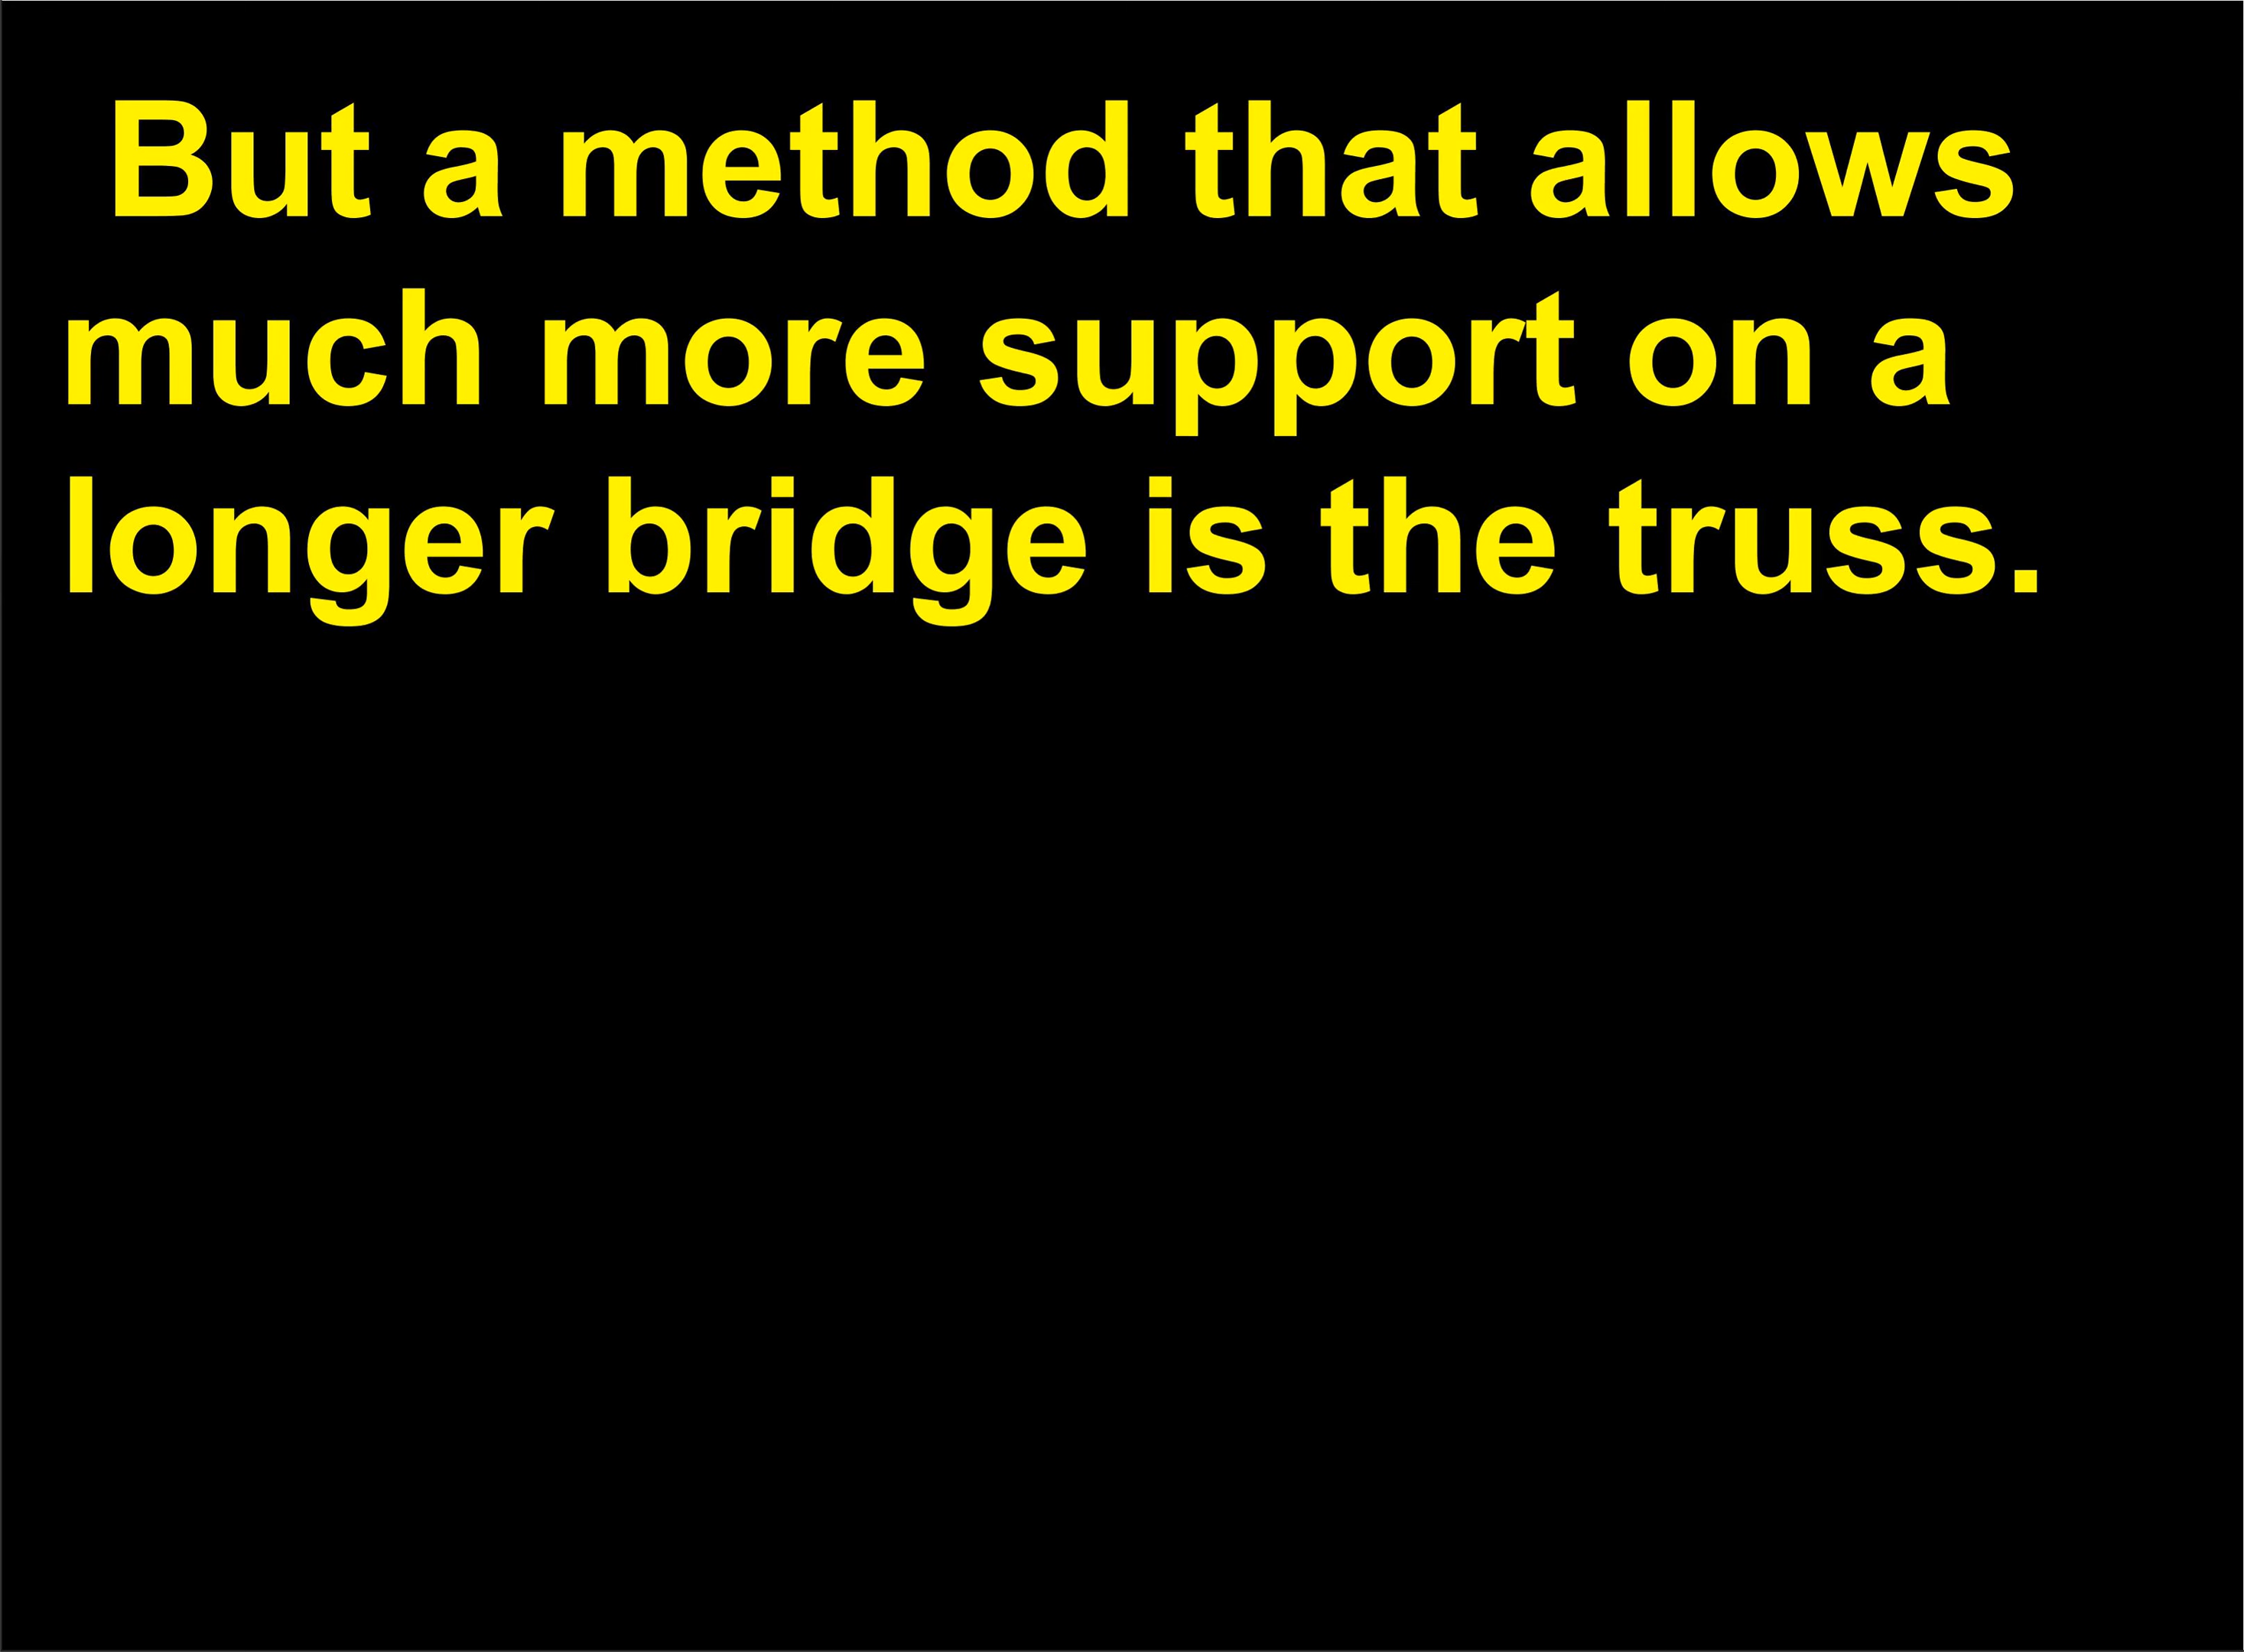 But a method that allows
much more support on a
longer bridge is the truss.